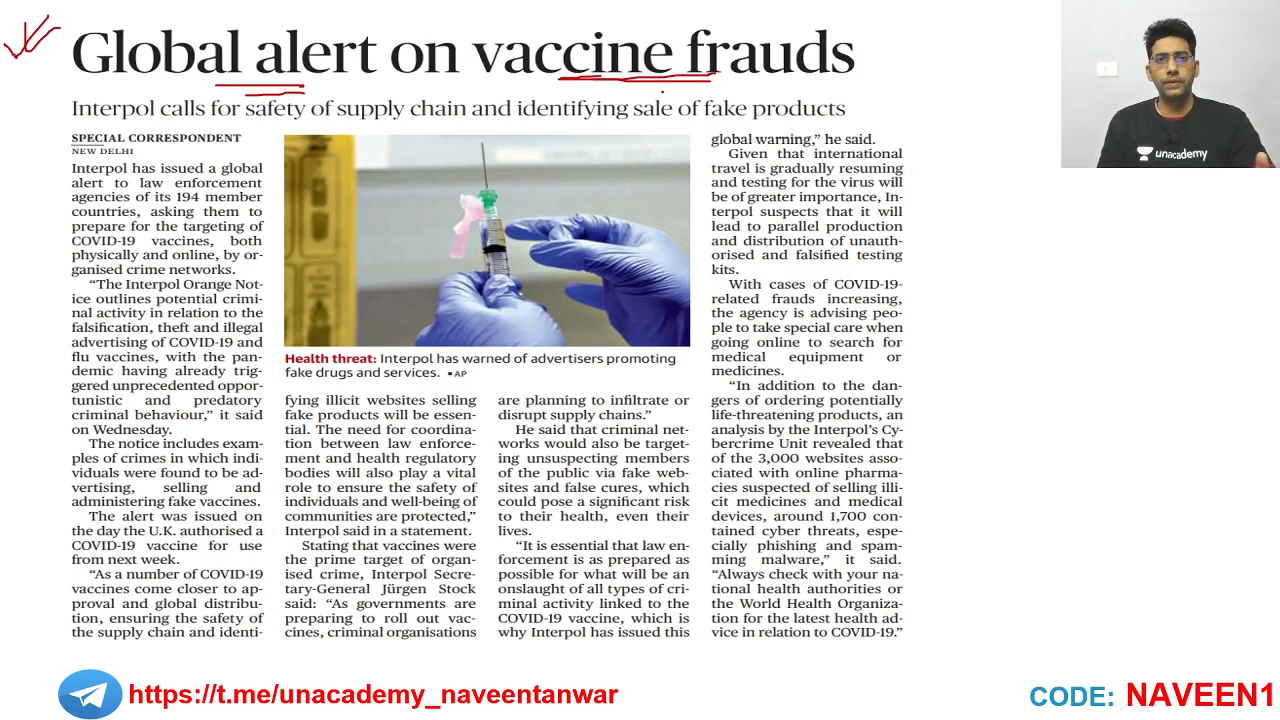 Global alert on vaccine frauds
Interpol calls for safety of supply chain and identifying sale of fake products
SPECIAL CORRESPONDENT
NEW DELHI
Interpol has issued a global
alert to law enforcement
agencies of its 194 member
countries, asking them to
prepare for the targeting of
COVID-19 vaccines, both
physically and online, by or-
ganised crime networks.
“The Interpol Orange Not-
ice outlines potential crimi-
nal activity in relation to the
falsification, theft and illegal
advertising of COVID-19 and
flu vaccines, with the pan-
demic having already trig-
gered unprecedented oppor-
tunistic and predatory
criminal behaviour,” it said
on Wednesday.
The notice includes exam-
ples of crimes in which indi-
viduals were found to be ad-
vertising, selling and
administering fake vaccines.
The alert was issued on
the day the U.K. authorised a
COVID-19 vaccine for use
from next week.
“As a number of COVID-19
vaccines come closer to ap-
proval and global distribu-
tion, ensuring the safety of
the supply chain and identi-
Health threat: Interpol has warned of advertisers promoting
fake drugs and services. ▪ AP
fying illicit websites selling
fake products will be essen-
tial. The need for coordina-
tion between law enforce-
ment and health regulatory
bodies will also play a vital
role to ensure the safety of
individuals and well-being of
communities are protected,”
Interpol said in a statement.
Stating that vaccines were
the prime target of organ-
ised crime, Interpol Secre-
tary-General Jürgen Stock
said: “As governments are
preparing to roll out vac-
cines, criminal organisations
are planning to infiltrate or
disrupt supply chains.”
He said that criminal net-
works would also be target-
ing unsuspecting members
of the public via fake web-
sites and false cures, which
could pose a significant risk
to their health, even their
lives.
“It is essential that law en-
forcement is as prepared as
possible for what will be an
onslaught of all types of cri-
minal activity linked to the
COVID-19 vaccine, which is
why Interpol has issued this
global warning,” he said.
Given that international
travel is gradually resuming
and testing for the virus will
be of greater importance, In-
terpol suspects that it will
lead to parallel production
and distribution of unauth-
orised and falsified testing
kits.
With cases of COVID-19-
related frauds increasing,
the agency is advising peo-
ple to take special care when
going online to search for
medical equipment or
medicines.
“In addition to the dan-
gers of ordering potentially
life-threatening products, an
analysis by the Interpol’s Cy-
bercrime Unit revealed that
of the 3,000 websites asso-
ciated with online pharma-
cies suspected of selling illi-
cit medicines and medical
devices, around 1,700 con-
tained cyber threats, espe-
cially phishing and spam-
ming malware,” it said.
“Always check with your na-
tional health authorities or
the World Health Organiza-
tion for the latest health ad-
vice in relation to COVID-19.”
unacademy
https://t.me/unacademy_naveentanwar
CODE: NAVEEN1